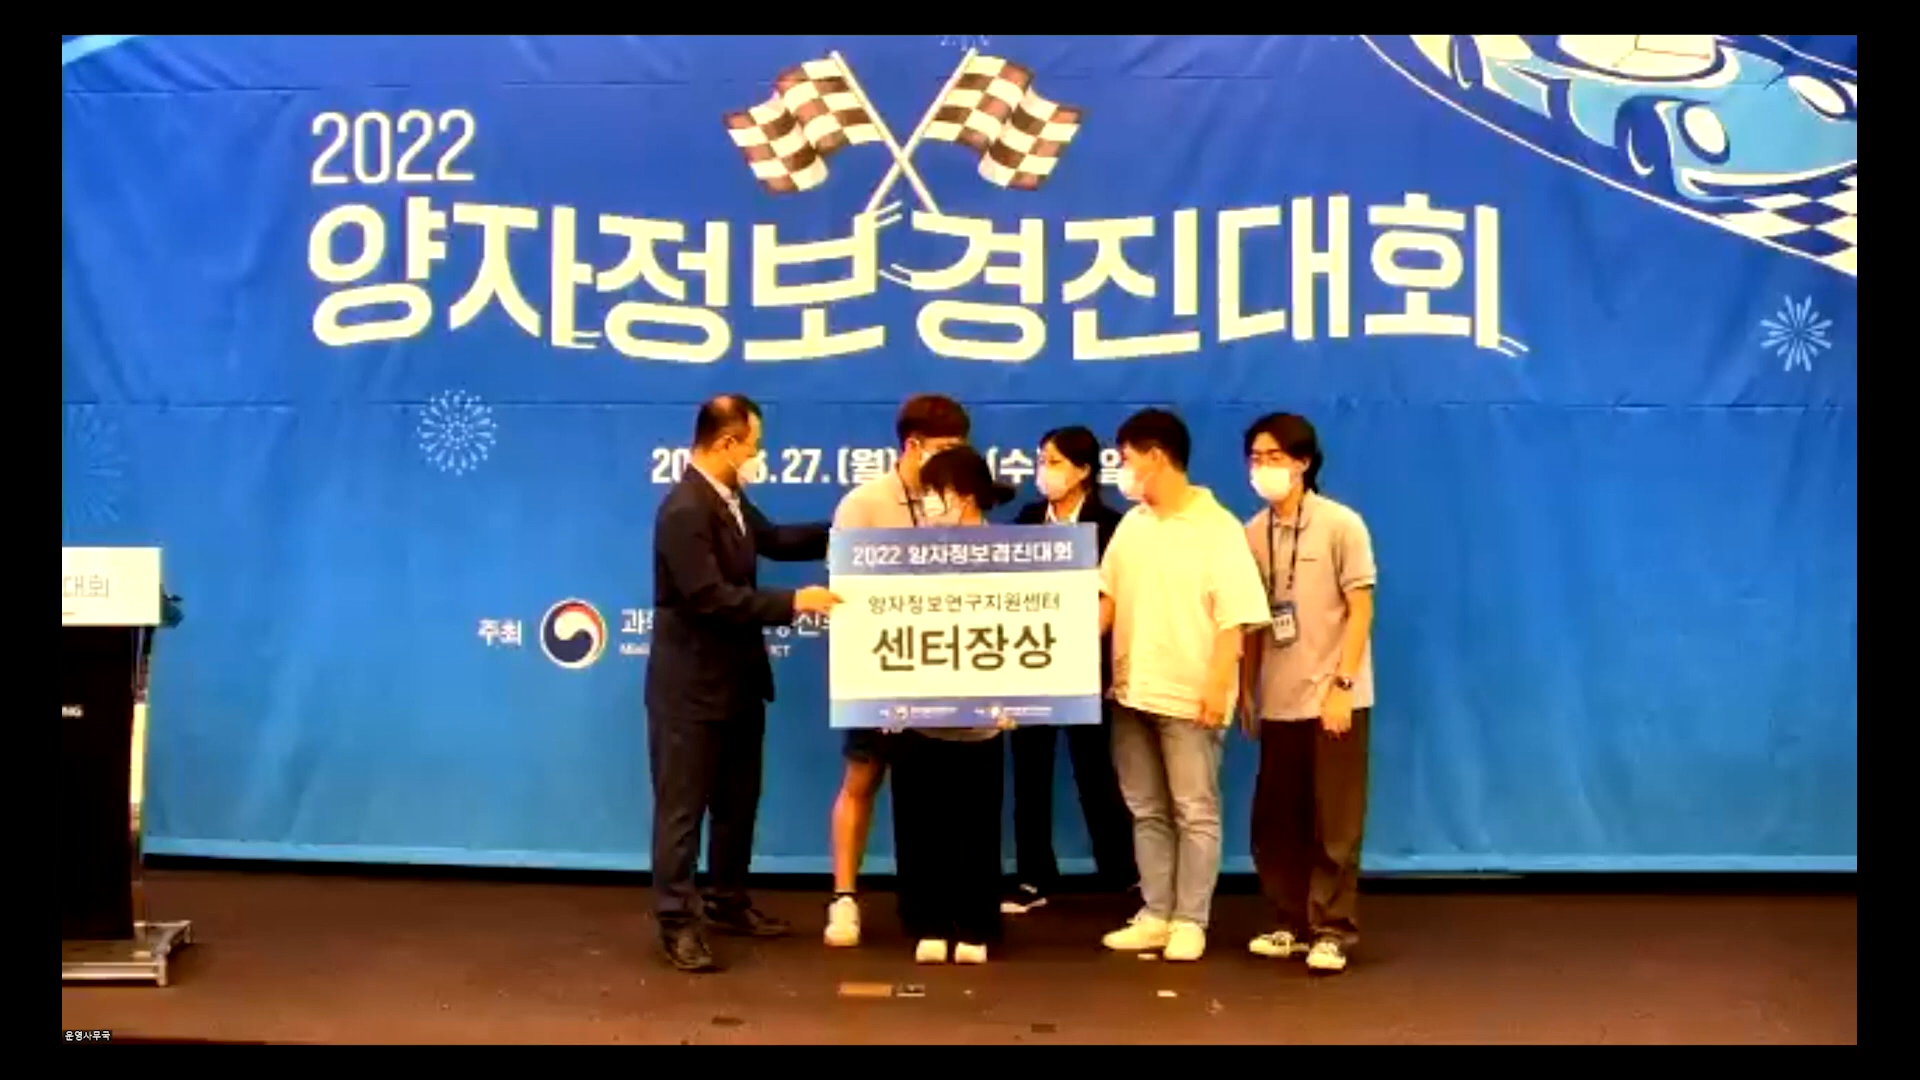 2022
양자정보경진대회
6.27.(월) (수) 일
주최
2022 양자정보경진대회
양자정보연구지원센터
센터장상
대회
운영사무국